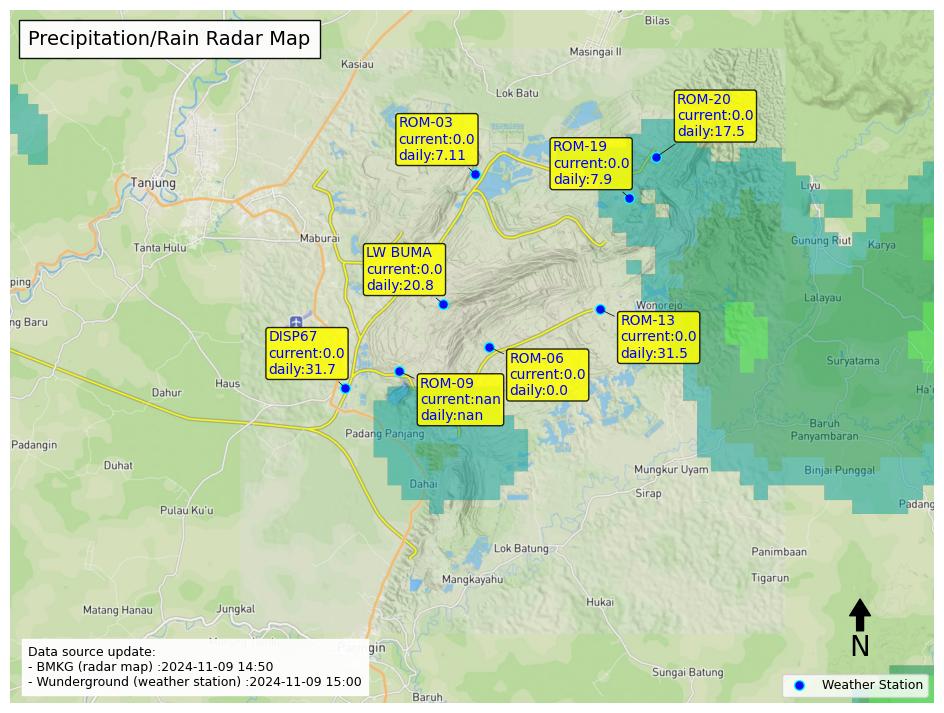 Precipitation/Rain Radar Map
Bilas
Masingai II
Kasiau
Lok Batu
ROM-20
current:0.0
daily:17.5
ROM-03
current:0.0
daily:7.11
ROM-19
current:0.0
daily:7.9
Tanjung
Liyu
Maburai
Tanta Hulu
Gunung Riut
Karya
LW BUMA
current:0.0
daily:20.8
ping
Lalayau
Wonorejo
ng Baru
ROM-13
current:0.0
daily:31.5
DISP67
current:0.0
daily:31.7
ROM-06
current:0.0
daily:0.0
Suryatama
Haus
Dahur
ROM-09
current:nan
daily:nan
Ha'
Baruh
Panyambaran
Padang Panjang
Padangin
Duhat
Mungkur Uyam
Binjai Punggal
Dahai
Sirap
Padang
Pulau Ku'u
Lok Batung
Panimbaan
Mangkayahu
Tigarun
Hukai
Matang Hanau
Jungkal
N
Data source update:
- BMKG (radar map) :2024-11-09 14:50
- Wunderground (weather station) :2024-11-09 15:00
Sungai Batung
Weather Station
Baruh